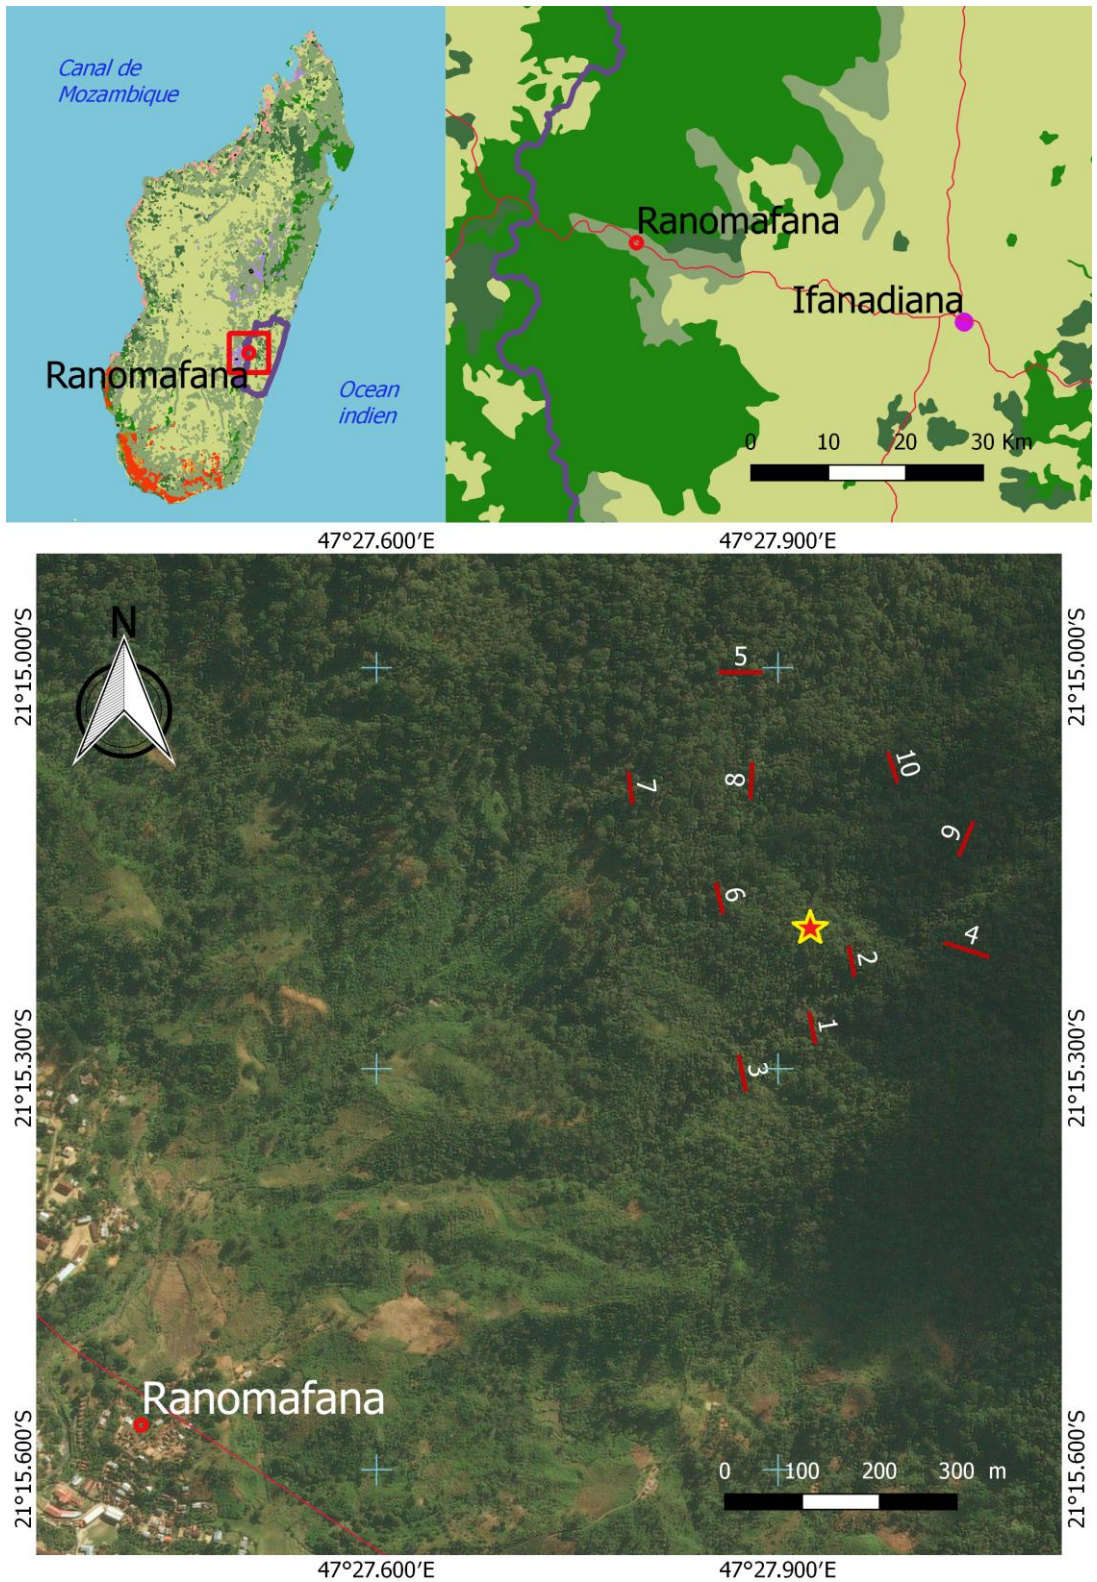 Canal de
Mozambique
Ranomafana
Ocean
indien
Ranomafana
Ifanadiana
0 10 20 30 Km
47°27.600'E 47°27.900'E
21°15.000'S 21°15.000'S
N
5
10
7
8
9
6
4
2
1
3
21°15.300'S 21°15.300'S
Ranomafana
21°15.600'S 21°15.600'S
0 100 200 300 m
47°27.600'E 47°27.900'E